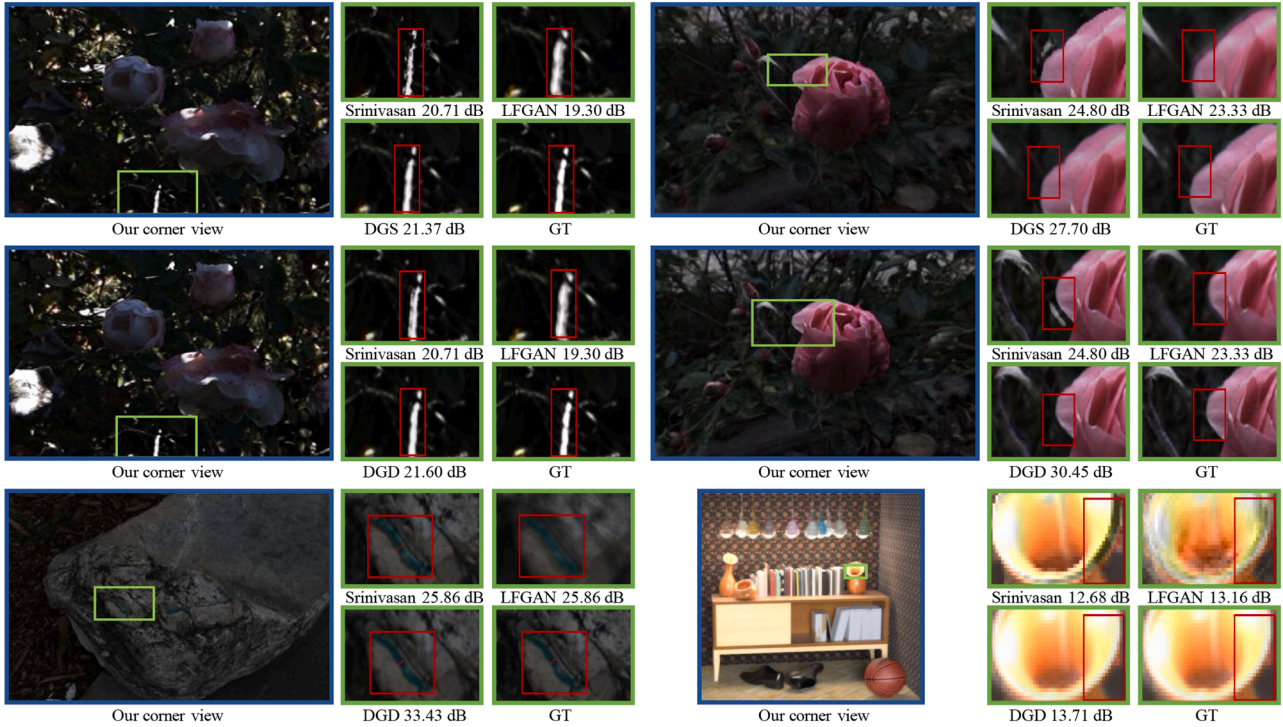 Srinivasan 20.71 dB LFGAN 19.30 dB Srinivasan 24.80 dB LFGAN 23.33 dB
Our corner view DGS 21.37 dB GT Our corner view DGS 27.70 dB GT
Srinivasan 20.71 dB LFGAN 19.30 dB Srinivasan 24.80 dB LFGAN 23.33 dB
Our corner view DGD 21.60 dB GT Our corner view DGD 30.45 dB GT
Srinivasan 25.86 dB LFGAN 25.86 dB Srinivasan 12.68 dB LFGAN 13.16 dB
Our corner view DGD 33.43 dB GT Our corner view DGD 13.71 dB GT